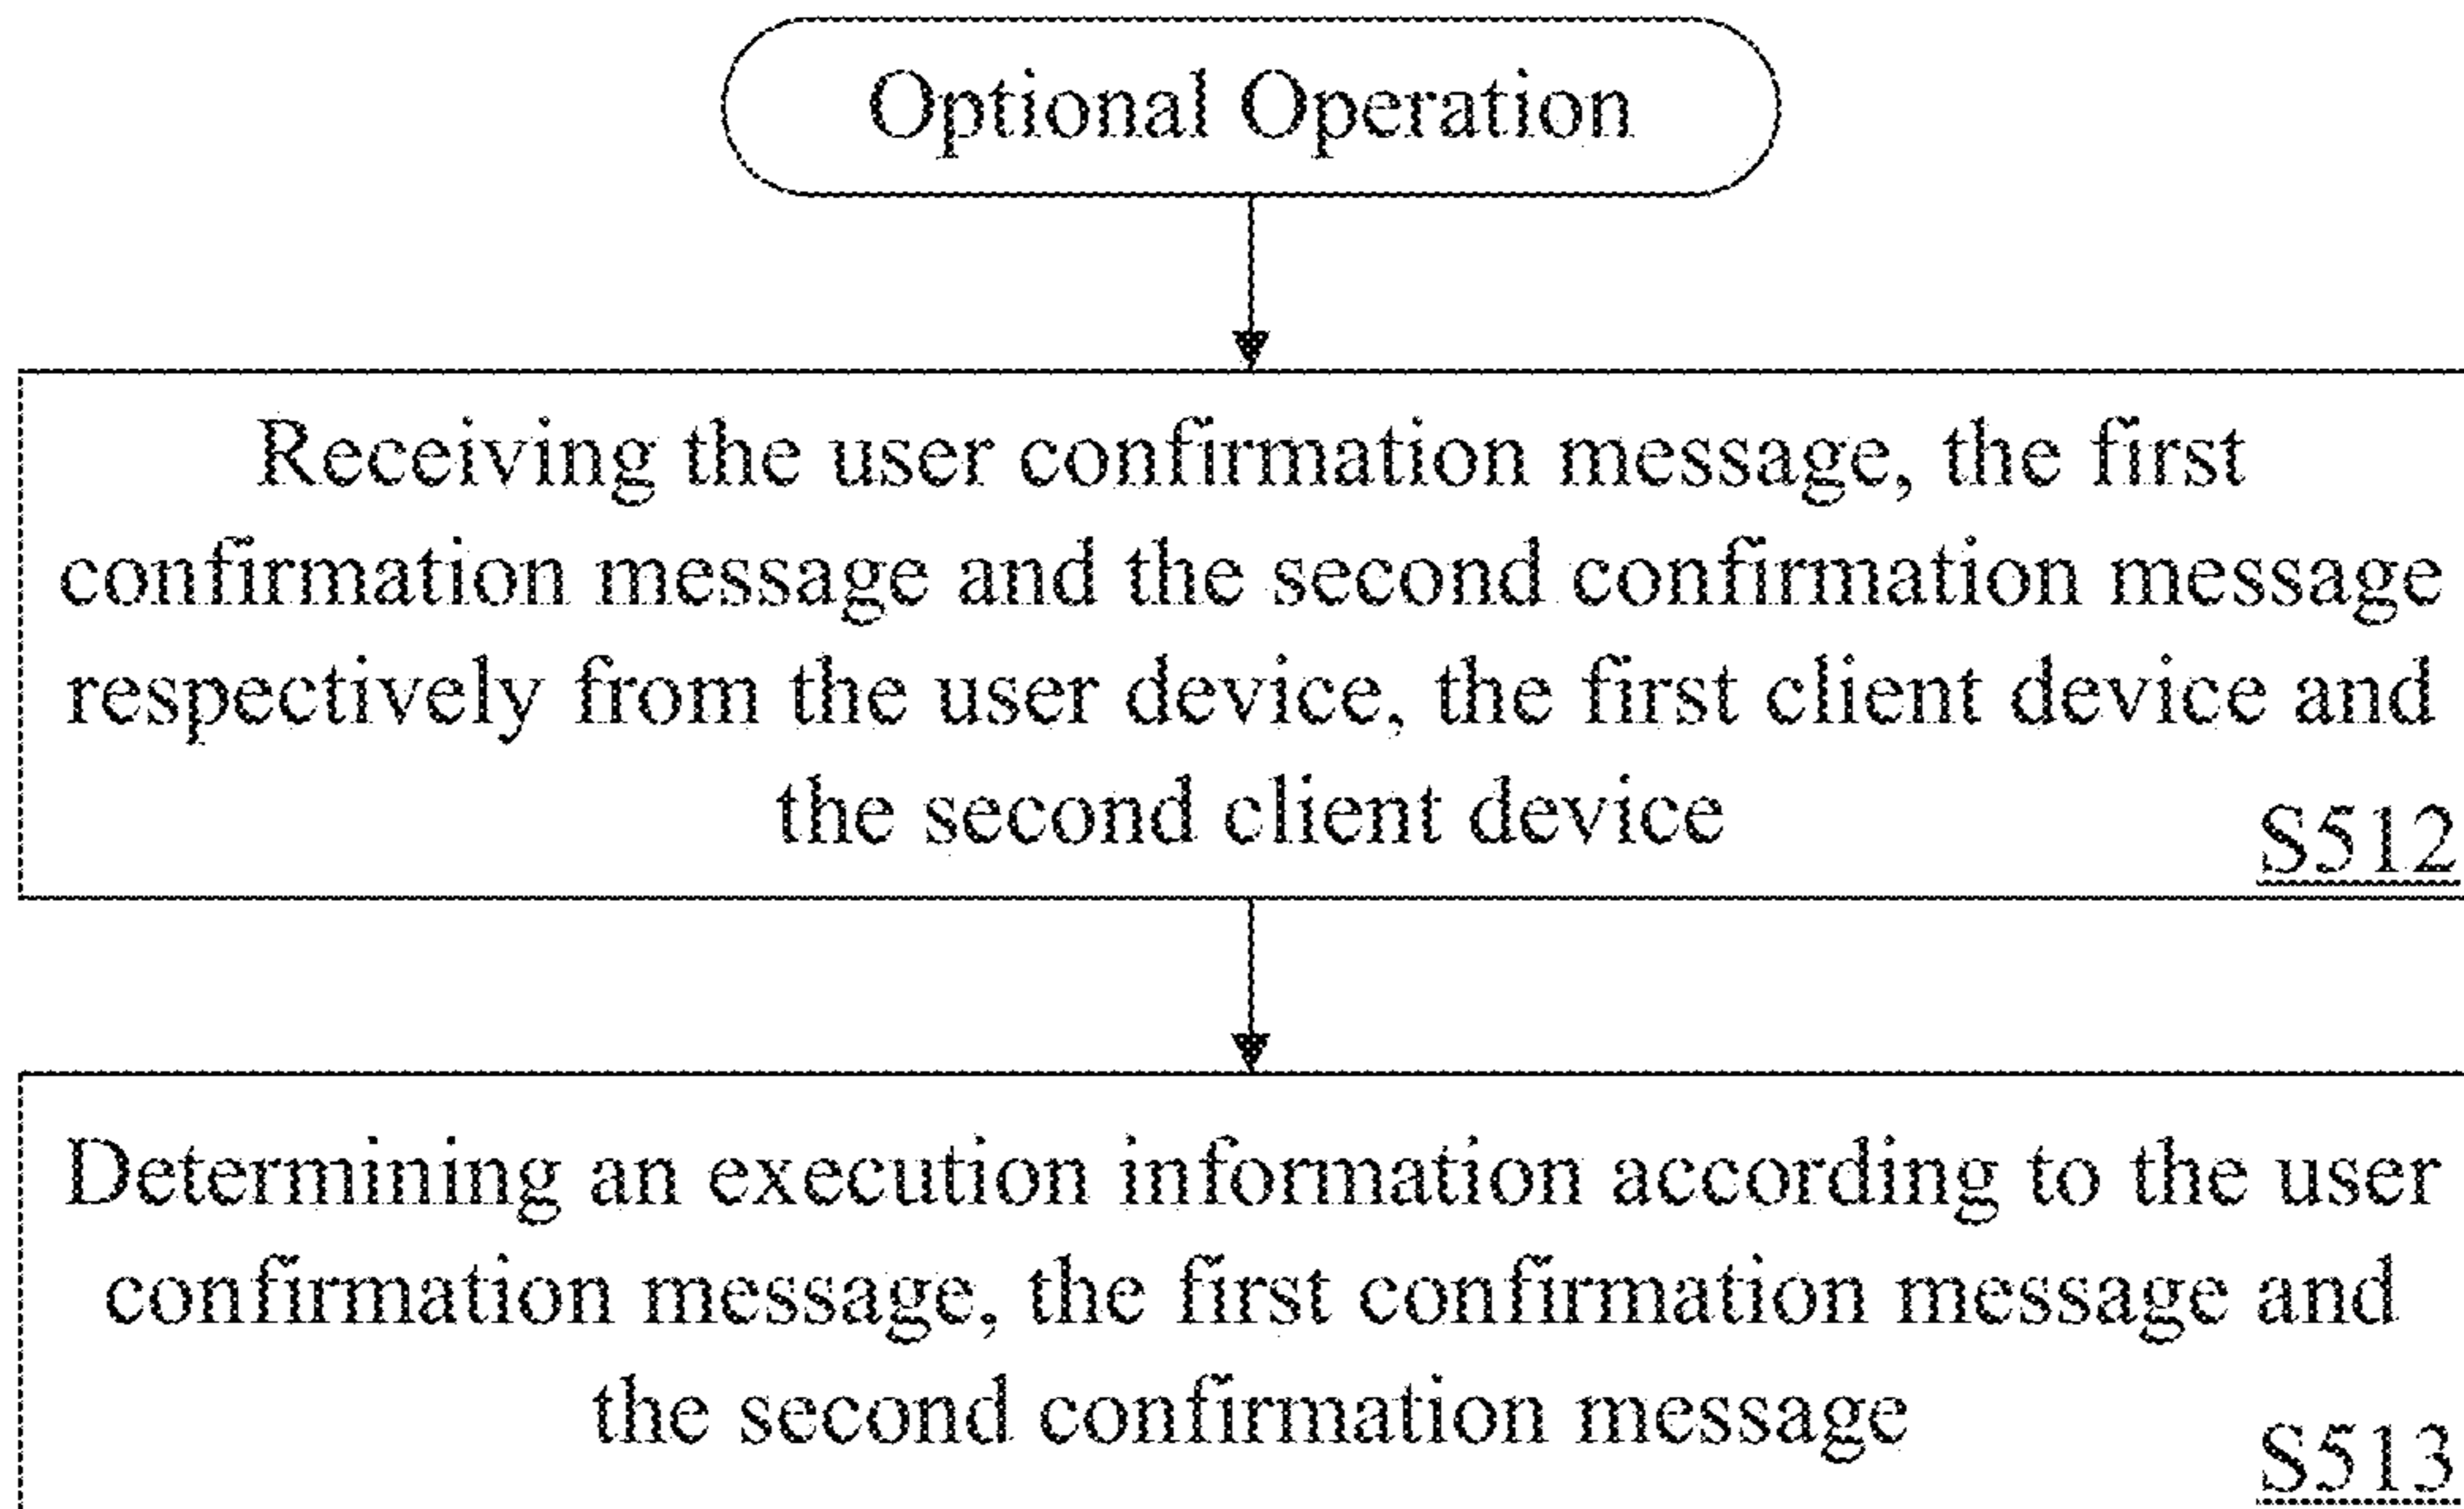 Optional Operation
Receiving the user confirmation message, the first
confirmation message and the second confirmation message
respectively from the user device, the first client device and
the second client device
S512
Determining an execution information according to the user
confirmation message, the first confirmation message and
the second confirmation message
S513